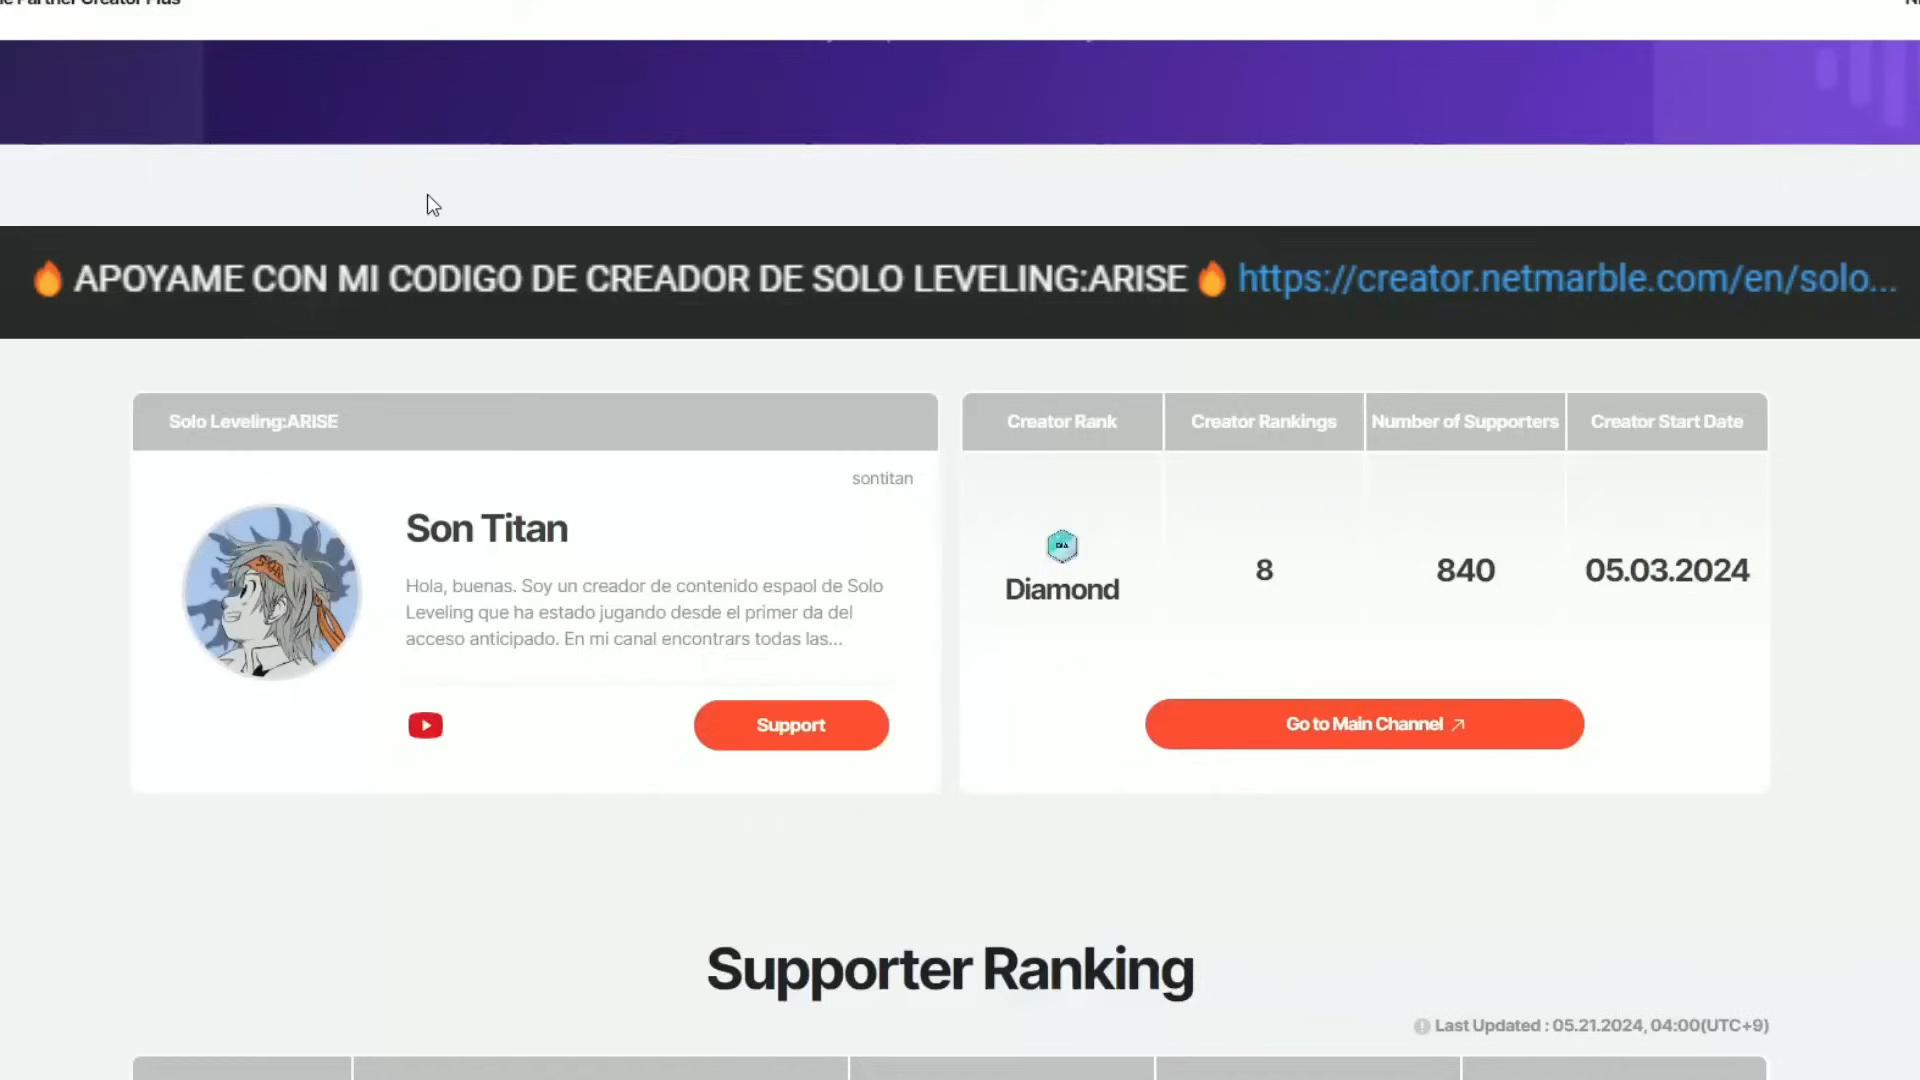 Partner Creator Plus
🔥 APOYAME CON MI CODIGO DE CREADOR DE SOLO LEVELING:ARISE 🔥 https://creator.netmarble.com/en/solo...
Solo Leveling:ARISE
sontitan
Son Titan
Hola, buenas. Soy un creador de contenido espaol de Solo
Leveling que ha estado jugando desde el primer da del
acceso anticipado. En mi canal encontrars todas las...
Support
Creator Rank Creator Rankings Number of Supporters Creator Start Date
DIA
Diamond 8 840 05.03.2024
Go to Main Channel
Supporter Ranking
Last Updated : 05.21.2024, 04:00(UTC+9)